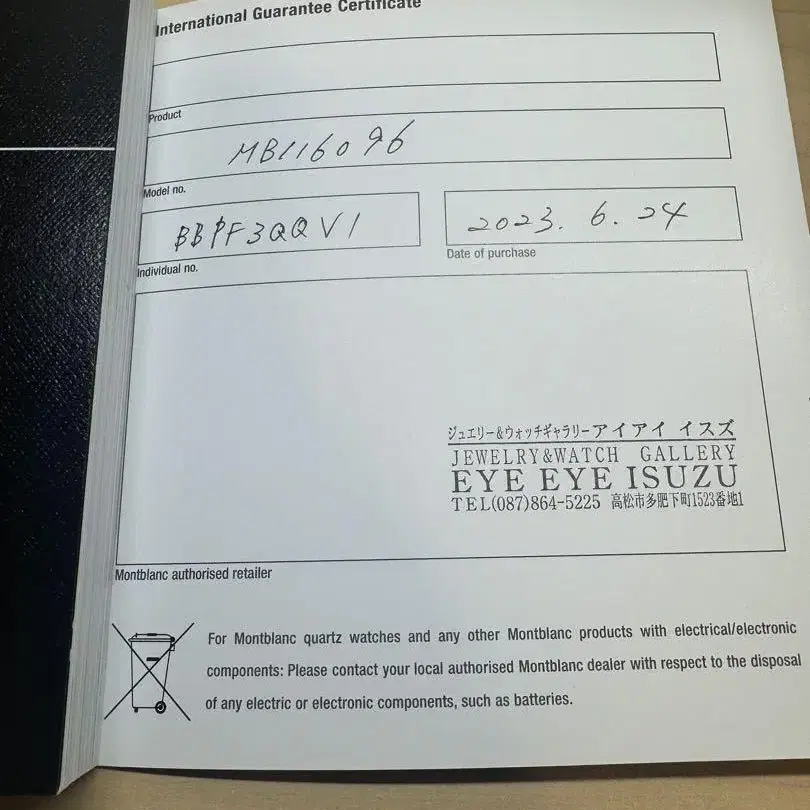 International Guarantee Certificate
Product
MB116096
Model no.
BBPF3QQV1
2023. 6. 24
Individual no.
Date of purchase
ジュエリー&ウォッチギャラリーアイアイ イスズ
JEWELRY&WATCH GALLERY
EYE EYE ISUZU
TEL(087)864-5225 高松市多肥下町1523番地1
Montblanc authorised retailer
For Montblanc quartz watches and any other Montblanc products with electrical/electronic
components: Please contact your local authorised Montblanc dealer with respect to the disposal
of any electric or electronic components, such as batteries.